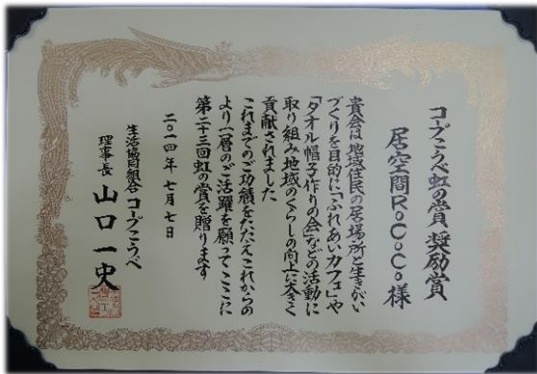 コープこうべ虹の賞 奨励賞
居空間RoCoCo 様
貴会は地域住民の居場所と生きがい
づくりを目的に「ふれあいカフェ」や
「タオル帽子作りの会」などの活動に
取り組み地域のくらしの向上に大きく
貢献されました
これまでのご功績をたたえこれからの
より一層のご活躍を願ってここに
第二十三回虹の賞を贈ります
二〇一四年 七月 七日
生活協同組合 コープこうべ
理事長 山口一史